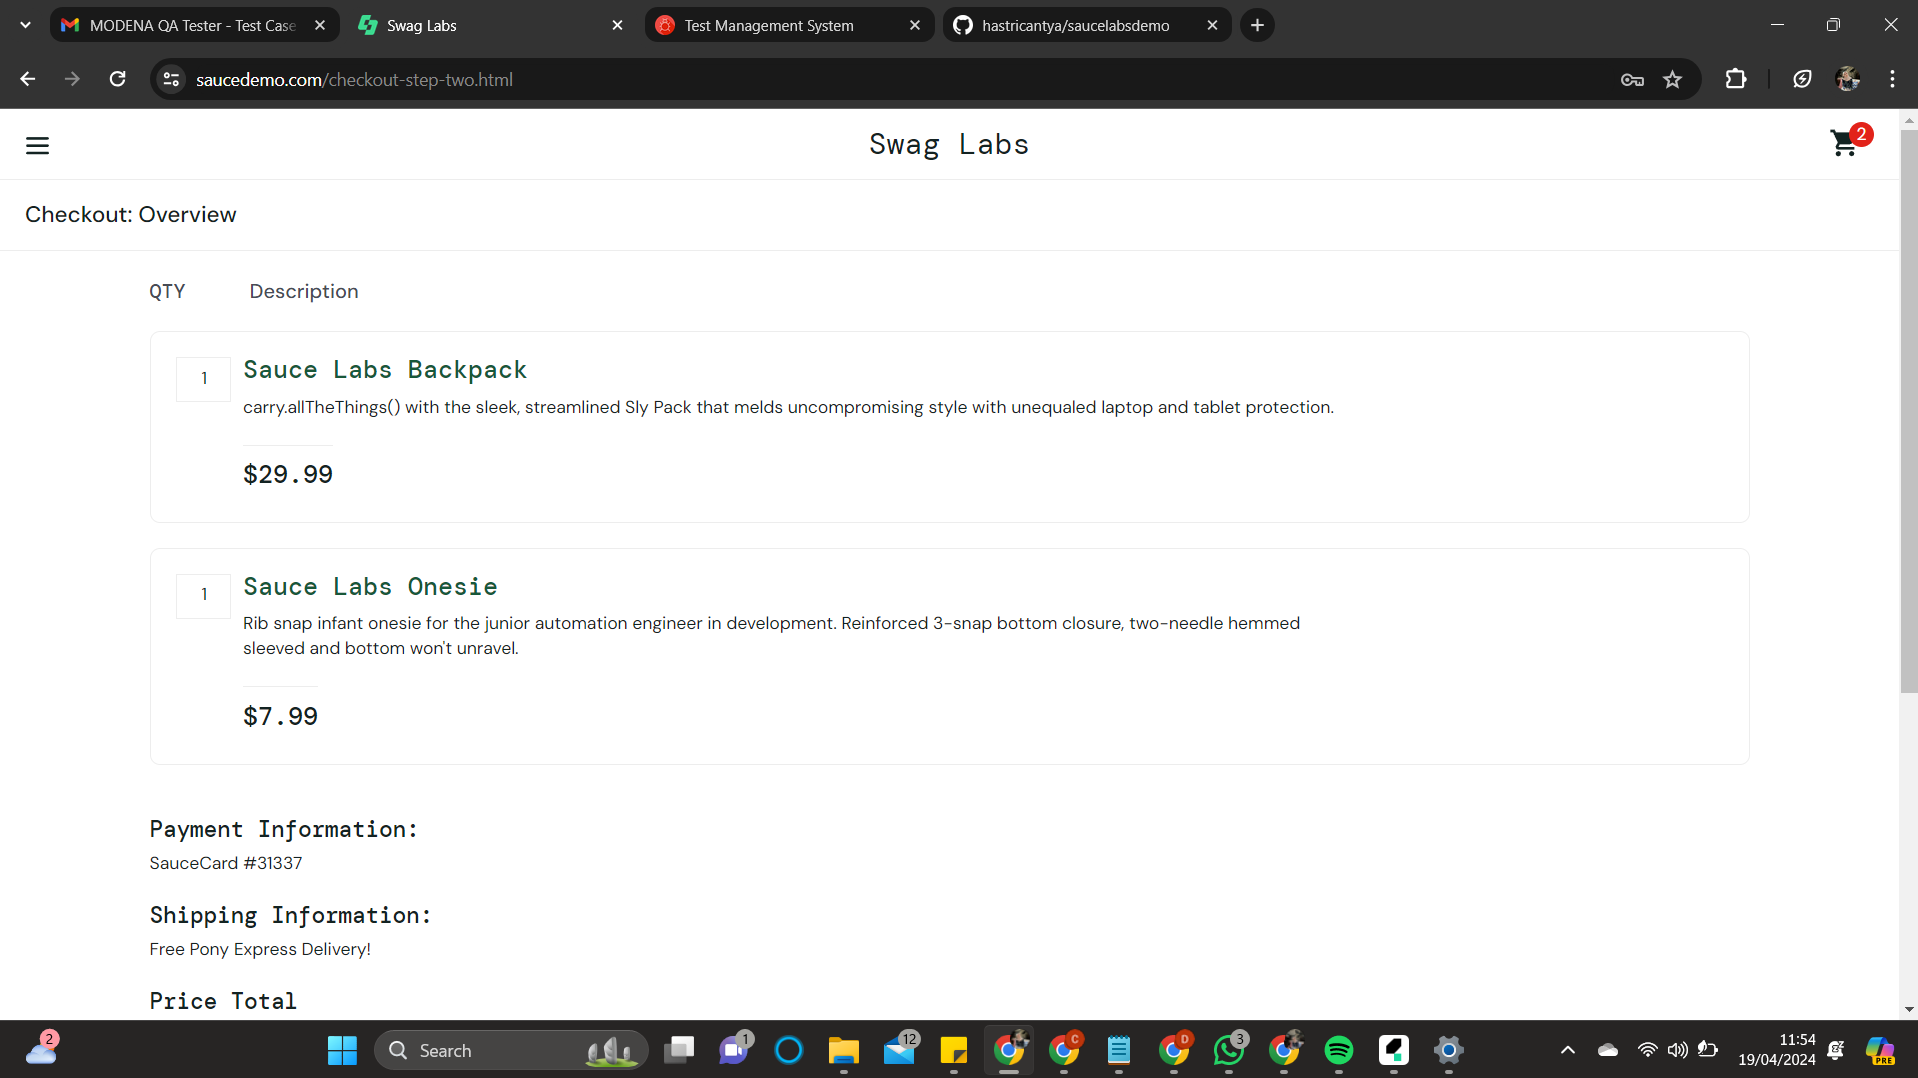 MODENA QA Tester - Test Case
Swag Labs
Test Management System
hastricantya/saucelabsdemo
saucedemo.com/checkout-step-two.html
Swag Labs
2
Checkout: Overview
QTY
Description
1
Sauce Labs Backpack
carry.allTheThings() with the sleek, streamlined Sly Pack that melds uncompromising style with unequaled laptop and tablet protection.
$29.99
1
Sauce Labs Onesie
Rib snap infant onesie for the junior automation engineer in development. Reinforced 3-snap bottom closure, two-needle hemmed
sleeved and bottom won't unravel.
$7.99
Payment Information:
SauceCard #31337
Shipping Information:
Free Pony Express Delivery!
Price Total
2
Search
1
12
C
D
3
11:54
19/04/2024
PRE